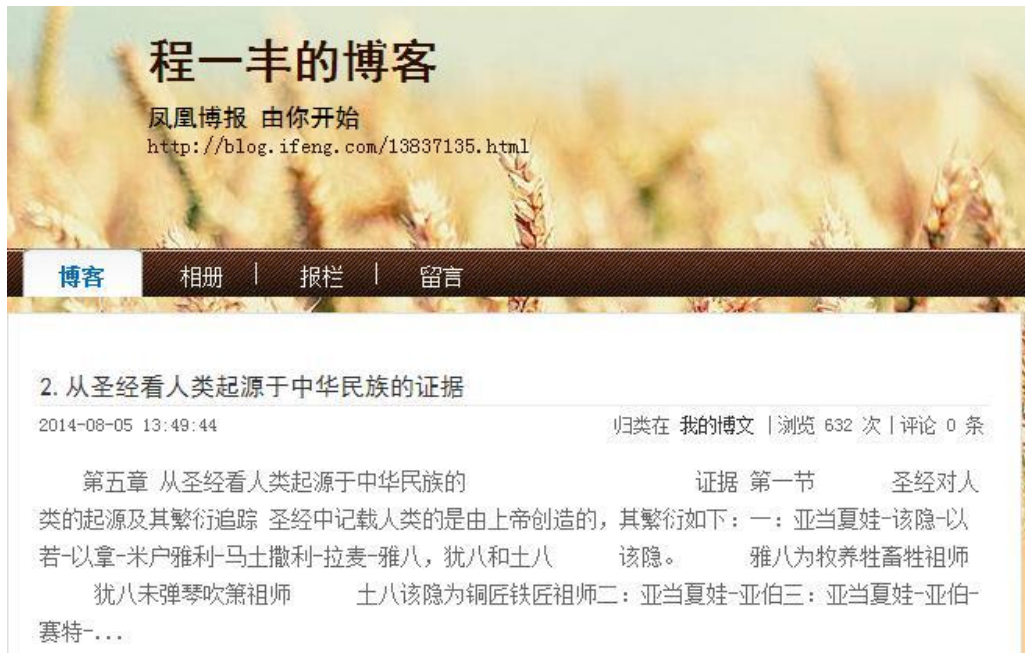 程一丰的博客
凤凰博报 由你开始
http://blog.ifeng.com/13837135.html
博客 相册 | 报栏 | 留言
2.从圣经看人类起源于中华民族的证据
2014-08-05 13:49:44 归类在 我的博文 |浏览 632 次|评论 0 条
第五章 从圣经看人类起源于中华民族的 证据 第一节 圣经对人
类的起源及其繁衍追踪 圣经中记载人类的是由上帝创造的，其繁衍如下：一：亚当夏娃-该隐-以
若-以拿-米户雅利-马土撒利-拉麦-雅八，犹八和土八 该隐。 雅八为牧养牲畜牲祖师
犹八未弹琴吹箫祖师 土八该隐为铜匠铁匠祖师二：亚当夏娃-亚伯三：亚当夏娃-亚伯-
赛特-...